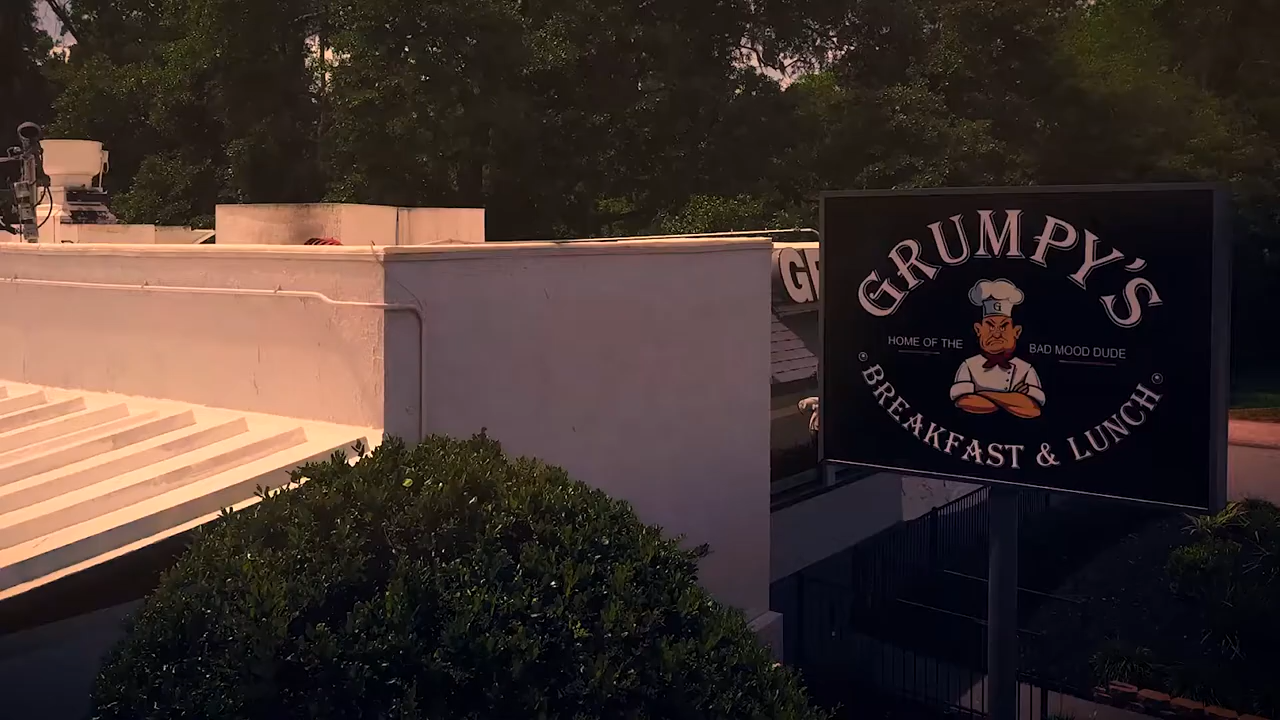 GRUMPY'S
G
HOME OF THE
BAD MOOD DUDE
BREAKFAST & LUNCH